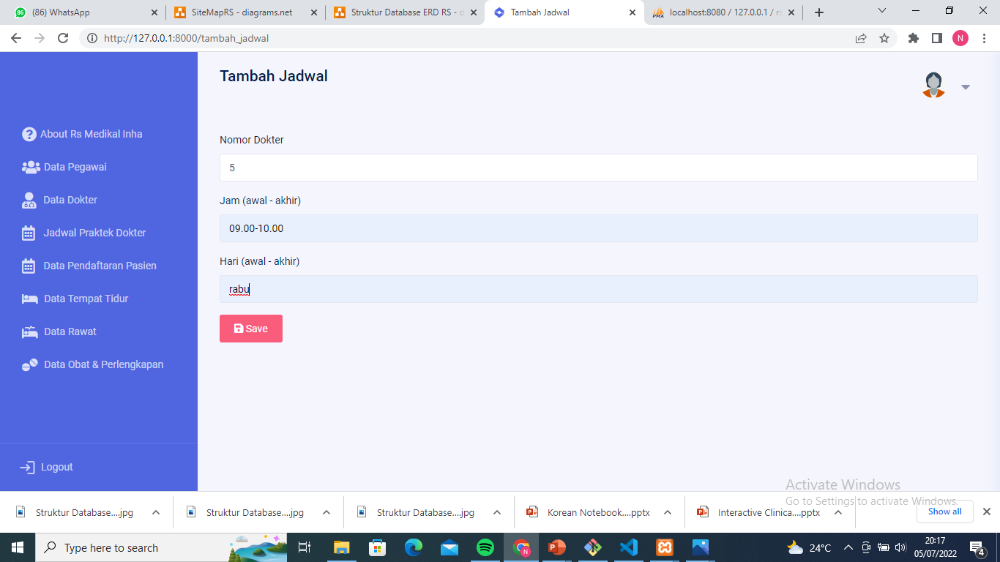 86
(86) WhatsApp
SiteMapRS - diagrams.net
Struktur Database ERD RS -
Tambah Jadwal
PMA
localhost:8080 / 127.0.0.1 /
http://127.0.0.1:8000/tambah_jadwal
N
Tambah Jadwal
About Rs Medikal Inha
Data Pegawai
Data Dokter
Jadwal Praktek Dokter
Data Pendaftaran Pasien
Data Tempat Tidur
Data Rawat
Data Obat & Perlengkapan
Logout
Nomor Dokter
5
Jam (awal - akhir)
09.00-10.00
Hari (awal - akhir)
rabu
Save
Activate Windows
Go to Settings to activate Windows.
Struktur Database....jpg
Struktur Database....jpg
Struktur Database....jpg
Korean Notebook....pptx
Interactive Clinica....pptx
Show all
Type here to search
N
24°C
20:17
05/07/2022
4